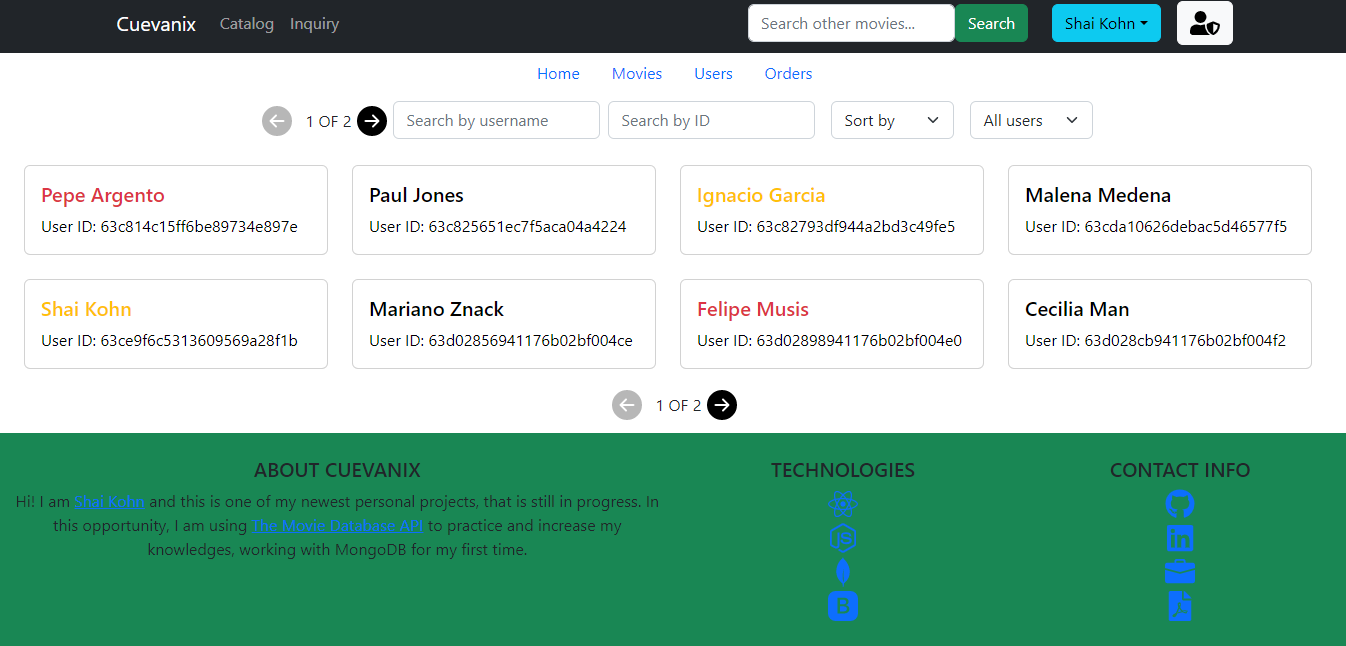 Cuevanix Catalog Inquiry Search other movies... Search Shai Kohn
Home Movies Users Orders
1 OF 2 Search by username Search by ID Sort by All users
Pepe Argento
User ID: 63c814c15ff6be89734e897e
Paul Jones
User ID: 63c825651ec7f5aca04a4224
Ignacio Garcia
User ID: 63c82793df944a2bd3c49fe5
Malena Medena
User ID: 63cda10626debac5d46577f5
Shai Kohn
User ID: 63ce9f6c5313609569a28f1b
Mariano Znack
User ID: 63d02856941176b02bf004ce
Felipe Musis
User ID: 63d02898941176b02bf004e0
Cecilia Man
User ID: 63d028cb941176b02bf004f2
1 OF 2
ABOUT CUEVANIX
Hi! I am Shai Kohn and this is one of my newest personal projects, that is still in progress. In
this opportunity, I am using The Movie Database API to practice and increase my
knowledges, working with MongoDB for my first time.
TECHNOLOGIES
JS
B
CONTACT INFO
in